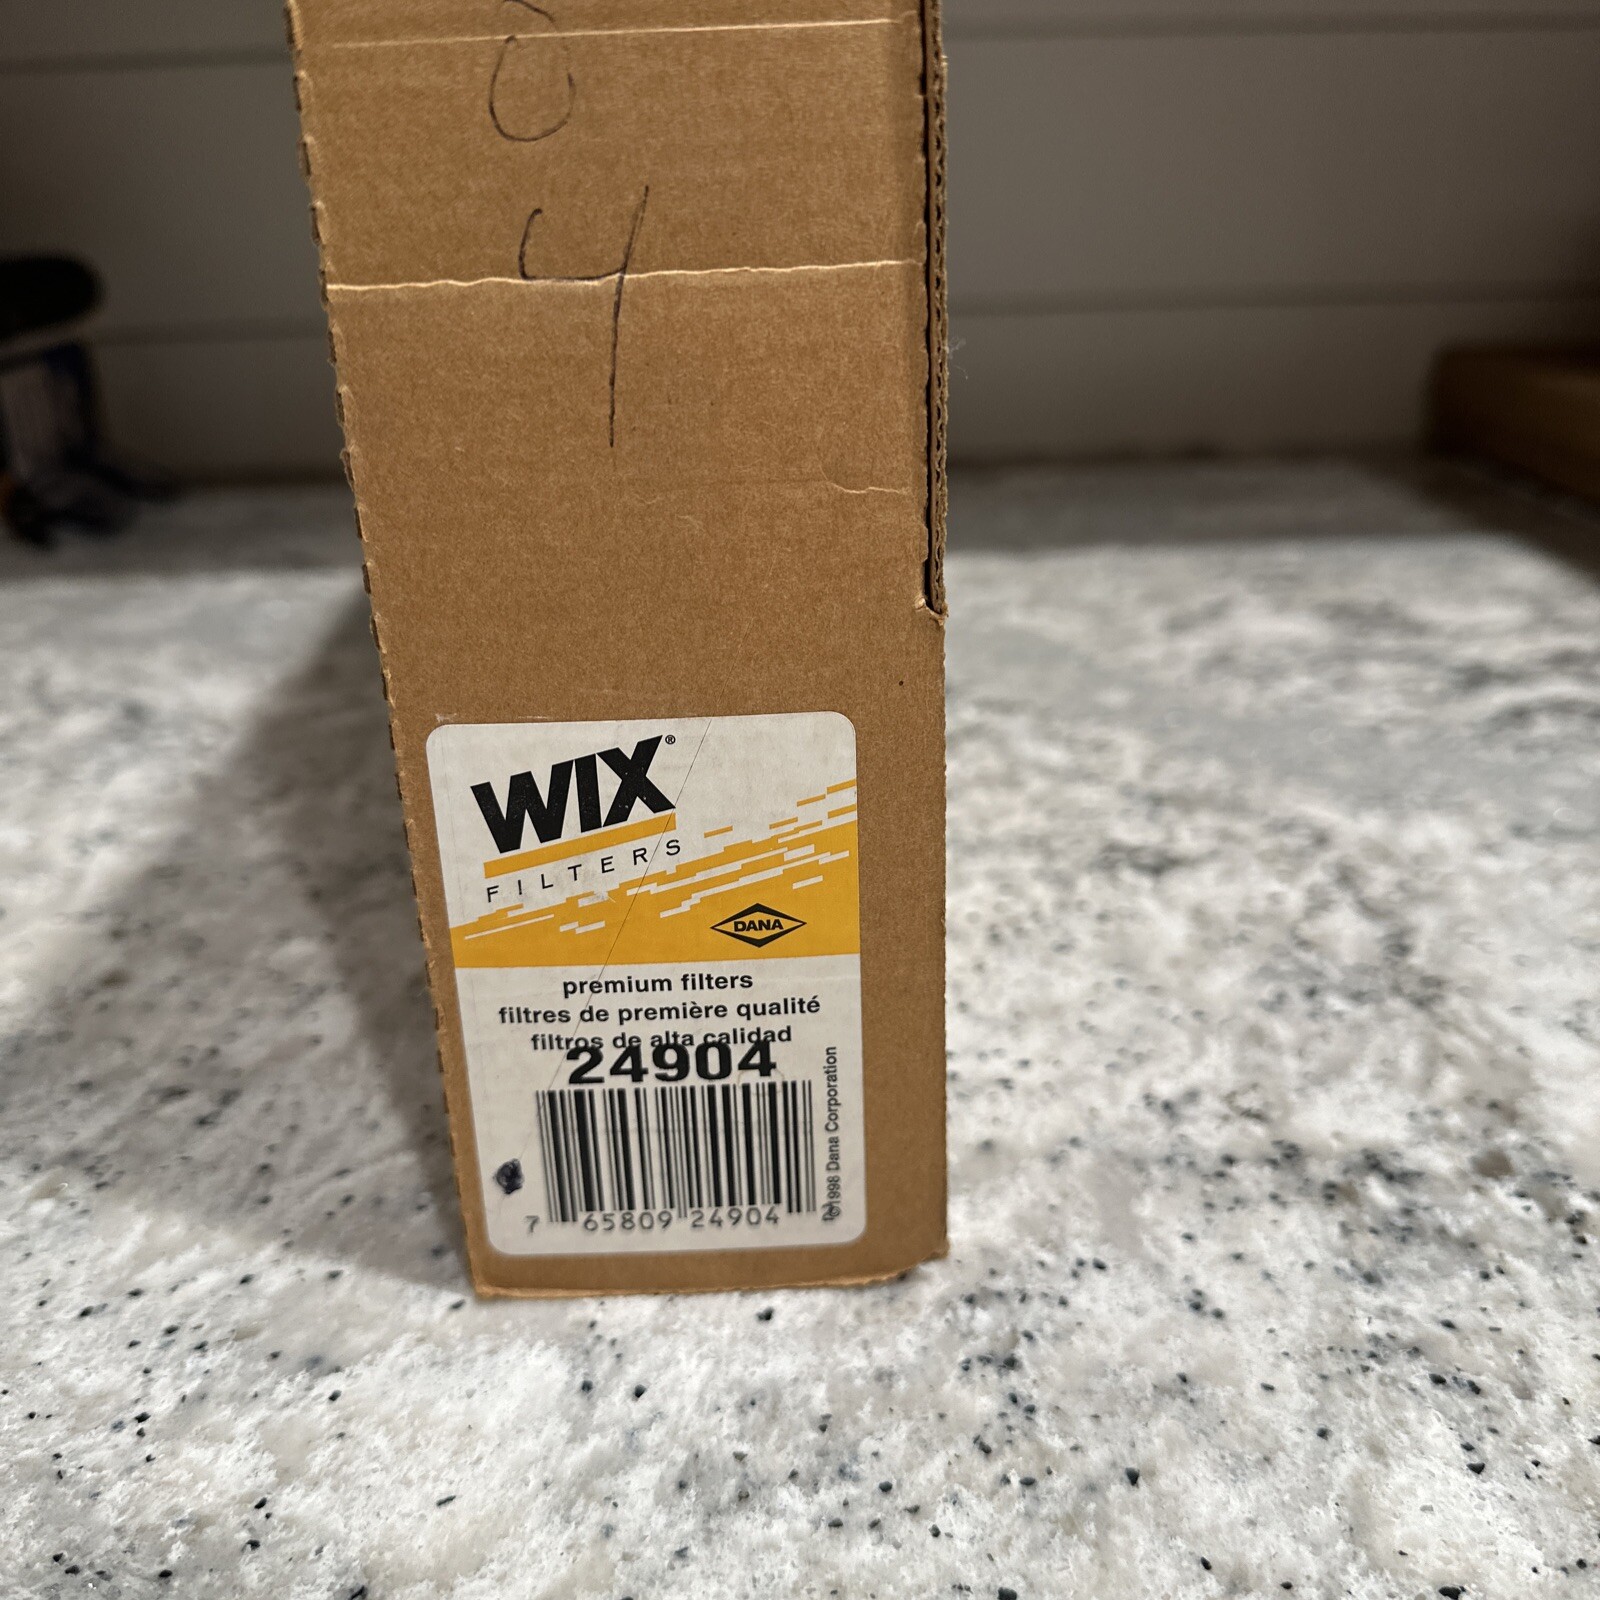 4
WIX®
FILTERS
DANA
premium filters
filtres de première qualité
filtros de alta calidad
24904
7 65809 24904
©1998 Dana Corporation